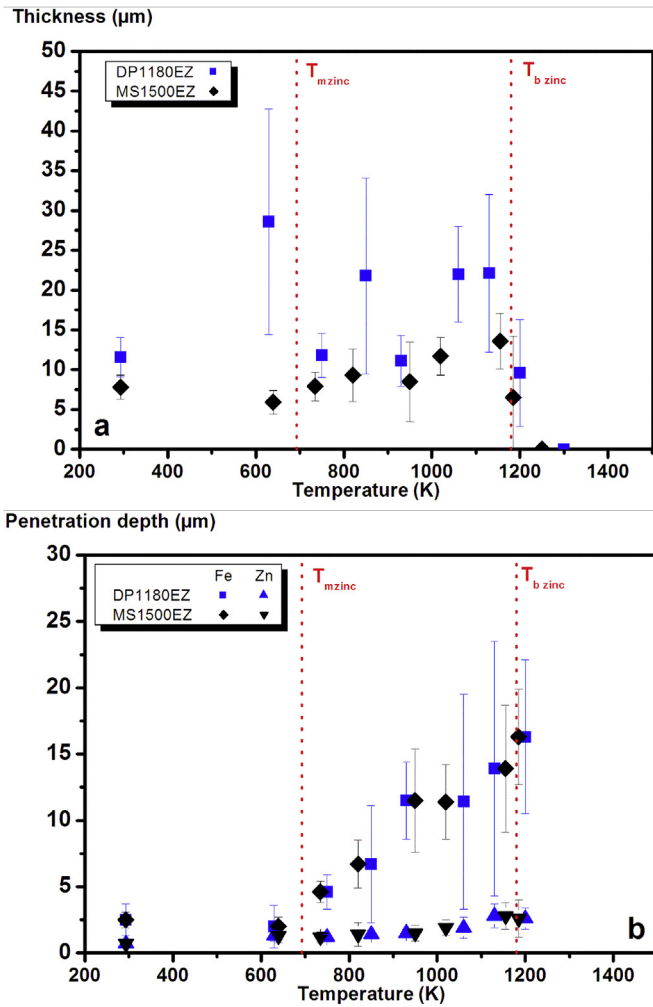 Thickness (µm)
50
45
40
35
30
25
20
15
10
5
0
DP1180EZ
MS1500EZ
T m zinc
T b zinc
a
200 400 600 800 1000 1200 1400
Temperature (K)
Penetration depth (µm)
30
25
20
15
10
5
0
Fe Zn
DP1180EZ
MS1500EZ
T mzinc
T b zinc
b
200 400 600 800 1000 1200 1400
Temperature (K)